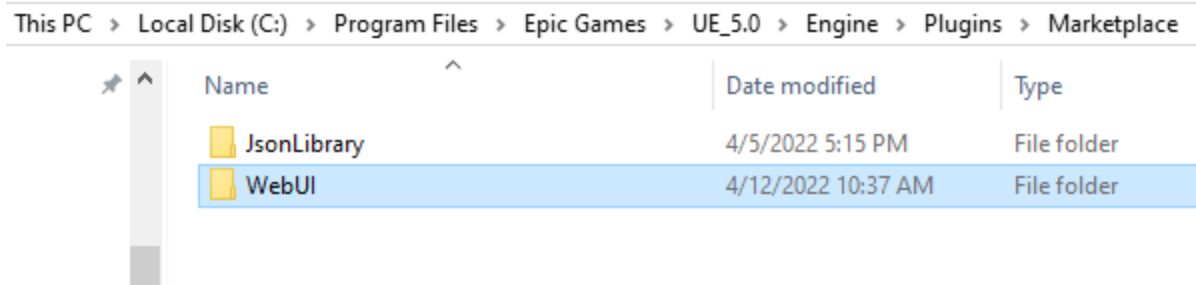 This PC > Local Disk (C:) > Program Files > Epic Games > UE_5.0 > Engine > Plugins > Marketplace
Name Date modified Type
JsonLibrary 4/5/2022 5:15 PM File folder
WebUI 4/12/2022 10:37 AM File folder